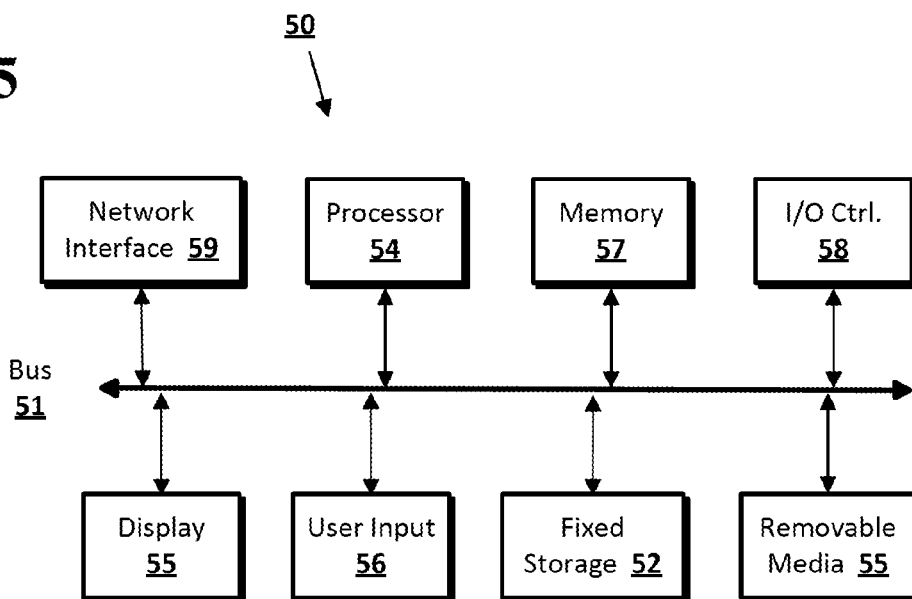 5
50
Network
Interface 59
Processor
54
Memory
57
I/O Ctrl.
58
Bus
51
Display
55
User Input
56
Fixed
Storage 52
Removable
Media 55